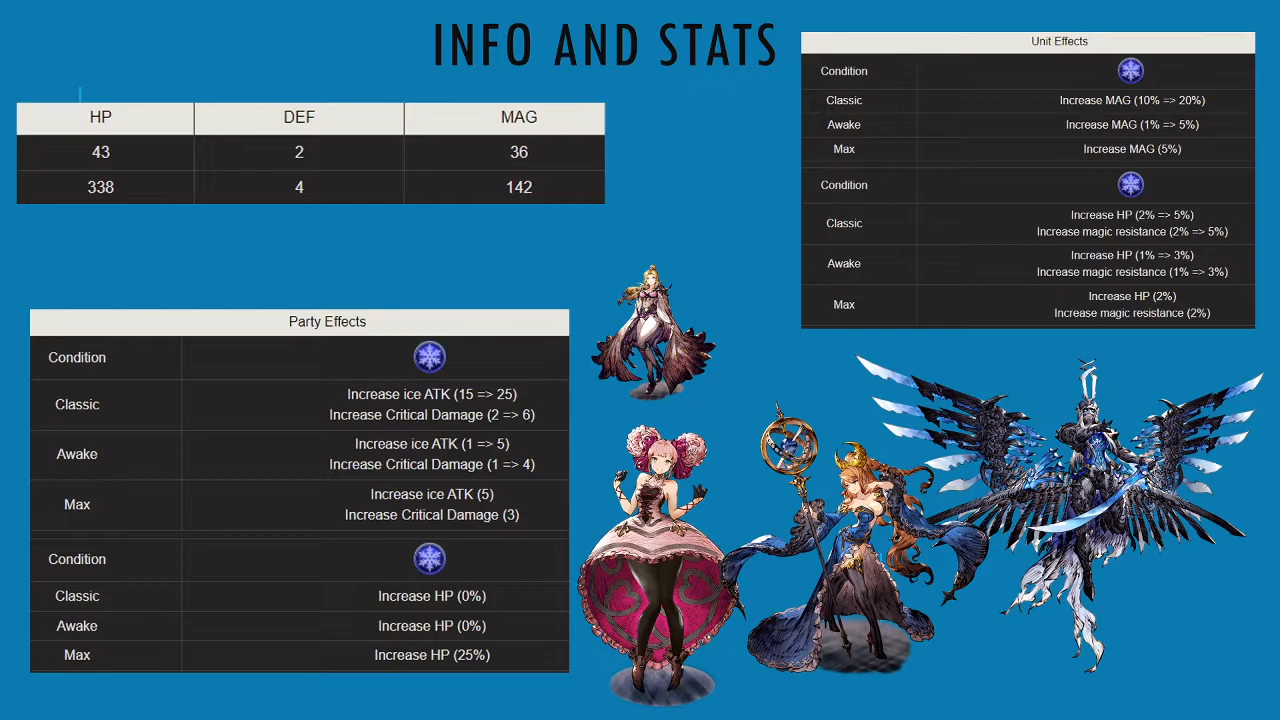 INFO AND STATS
HP DEF MAG
43 2 36
338 4 142
Unit Effects
Condition
Classic Increase MAG (10% => 20%)
Awake Increase MAG (1% => 5%)
Max Increase MAG (5%)
Condition
Classic
Increase HP (2% => 5%)
Increase magic resistance (2% => 5%)
Awake
Increase HP (1% => 3%)
Increase magic resistance (1% => 3%)
Max
Increase HP (2%)
Increase magic resistance (2%)
Party Effects
Condition
Classic
Increase ice ATK (15 => 25)
Increase Critical Damage (2 => 6)
Awake
Increase ice ATK (1 => 5)
Increase Critical Damage (1 => 4)
Max
Increase ice ATK (5)
Increase Critical Damage (3)
Condition
Classic Increase HP (0%)
Awake Increase HP (0%)
Max Increase HP (25%)